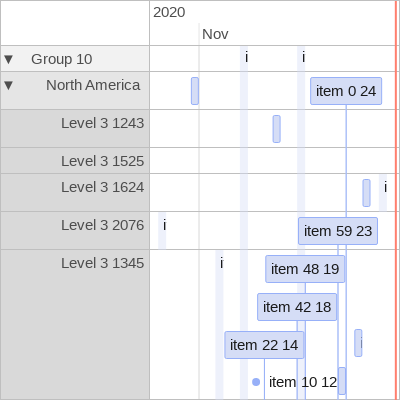 2020
Nov
▼ Group 10 i i
▼ North America item 0 24
Level 3 1243
Level 3 1525
Level 3 1624 i
Level 3 2076 i item 59 23
Level 3 1345 i item 48 19
item 42 18
item 22 14
item 10 12